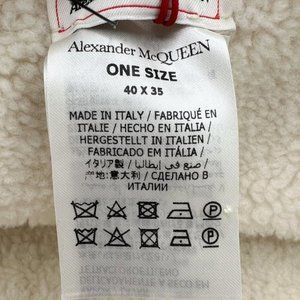 Alexander McQUEEN
ONE SIZE
40 X 35
MADE IN ITALY / FABRIQUÉ EN
ITALIE / HECHO EN ITALIA /
HERGESTELLT IN ITALIEN /
FABRICADO EM ITÁLIA /
イタリア製 / صنع في إيطاليا /
产地:意大利 / СДЕЛАНО В
ИТАЛИИ